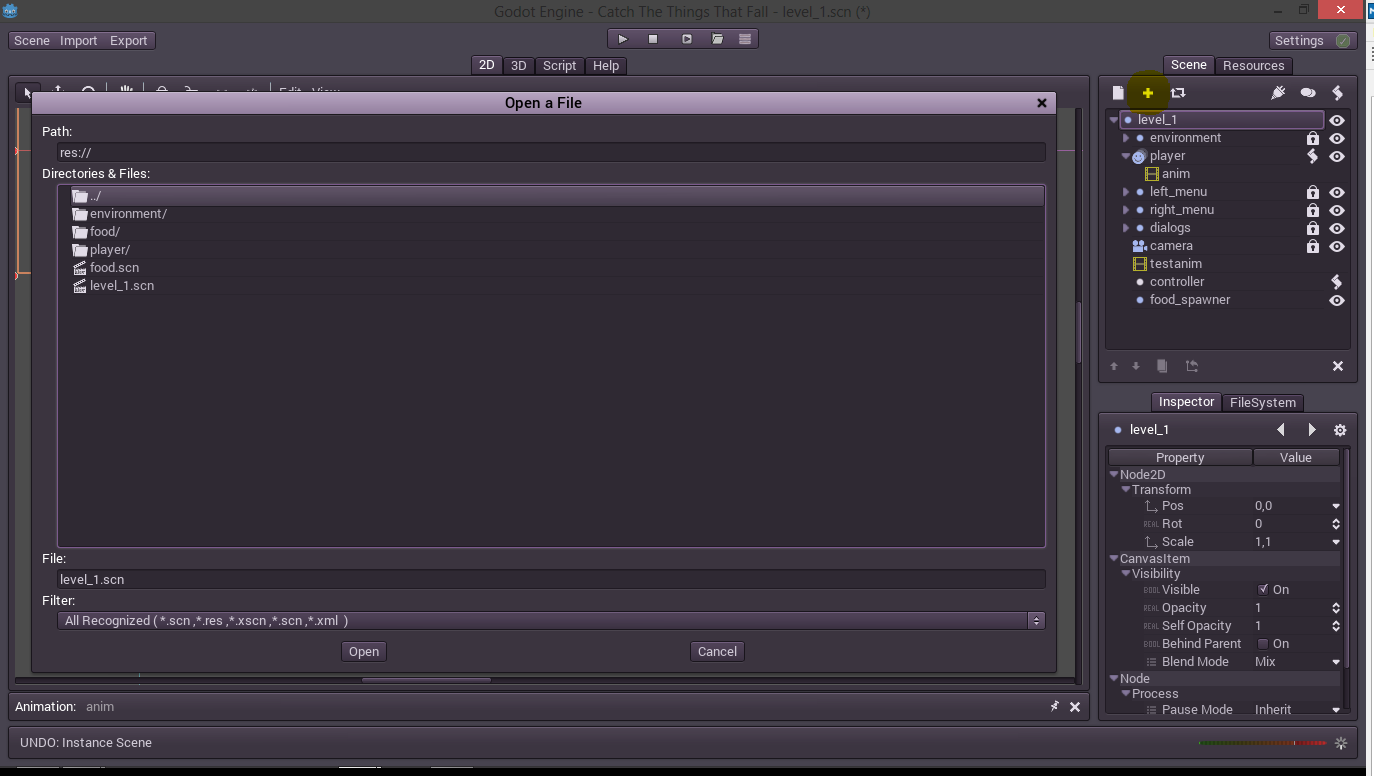 Godot Engine - Catch The Things That Fall - level_1.scn (*)
Scene Import Export
Settings
2D 3D Script Help
Scene Resources
Edit View
Open a File
Path:
res://
Directories & Files:
../
environment/
food/
player/
food.scn
level_1.scn
File:
level_1.scn
Filter:
All Recognized ( *.scn ,*.res ,*.xscn ,*.scn ,*.xml )
Open Cancel
level_1
environment
player
anim
left_menu
right_menu
dialogs
camera
testanim
controller
food_spawner
Inspector FileSystem
level_1
Property Value
Node2D
Transform
Pos 0,0
REAL Rot 0
Scale 1,1
CanvasItem
Visibility
BOOL Visible On
REAL Opacity 1
REAL Self Opacity 1
BOOL Behind Parent On
Blend Mode Mix
Node
Process
Pause Mode Inherit
Animation: anim
UNDO: Instance Scene